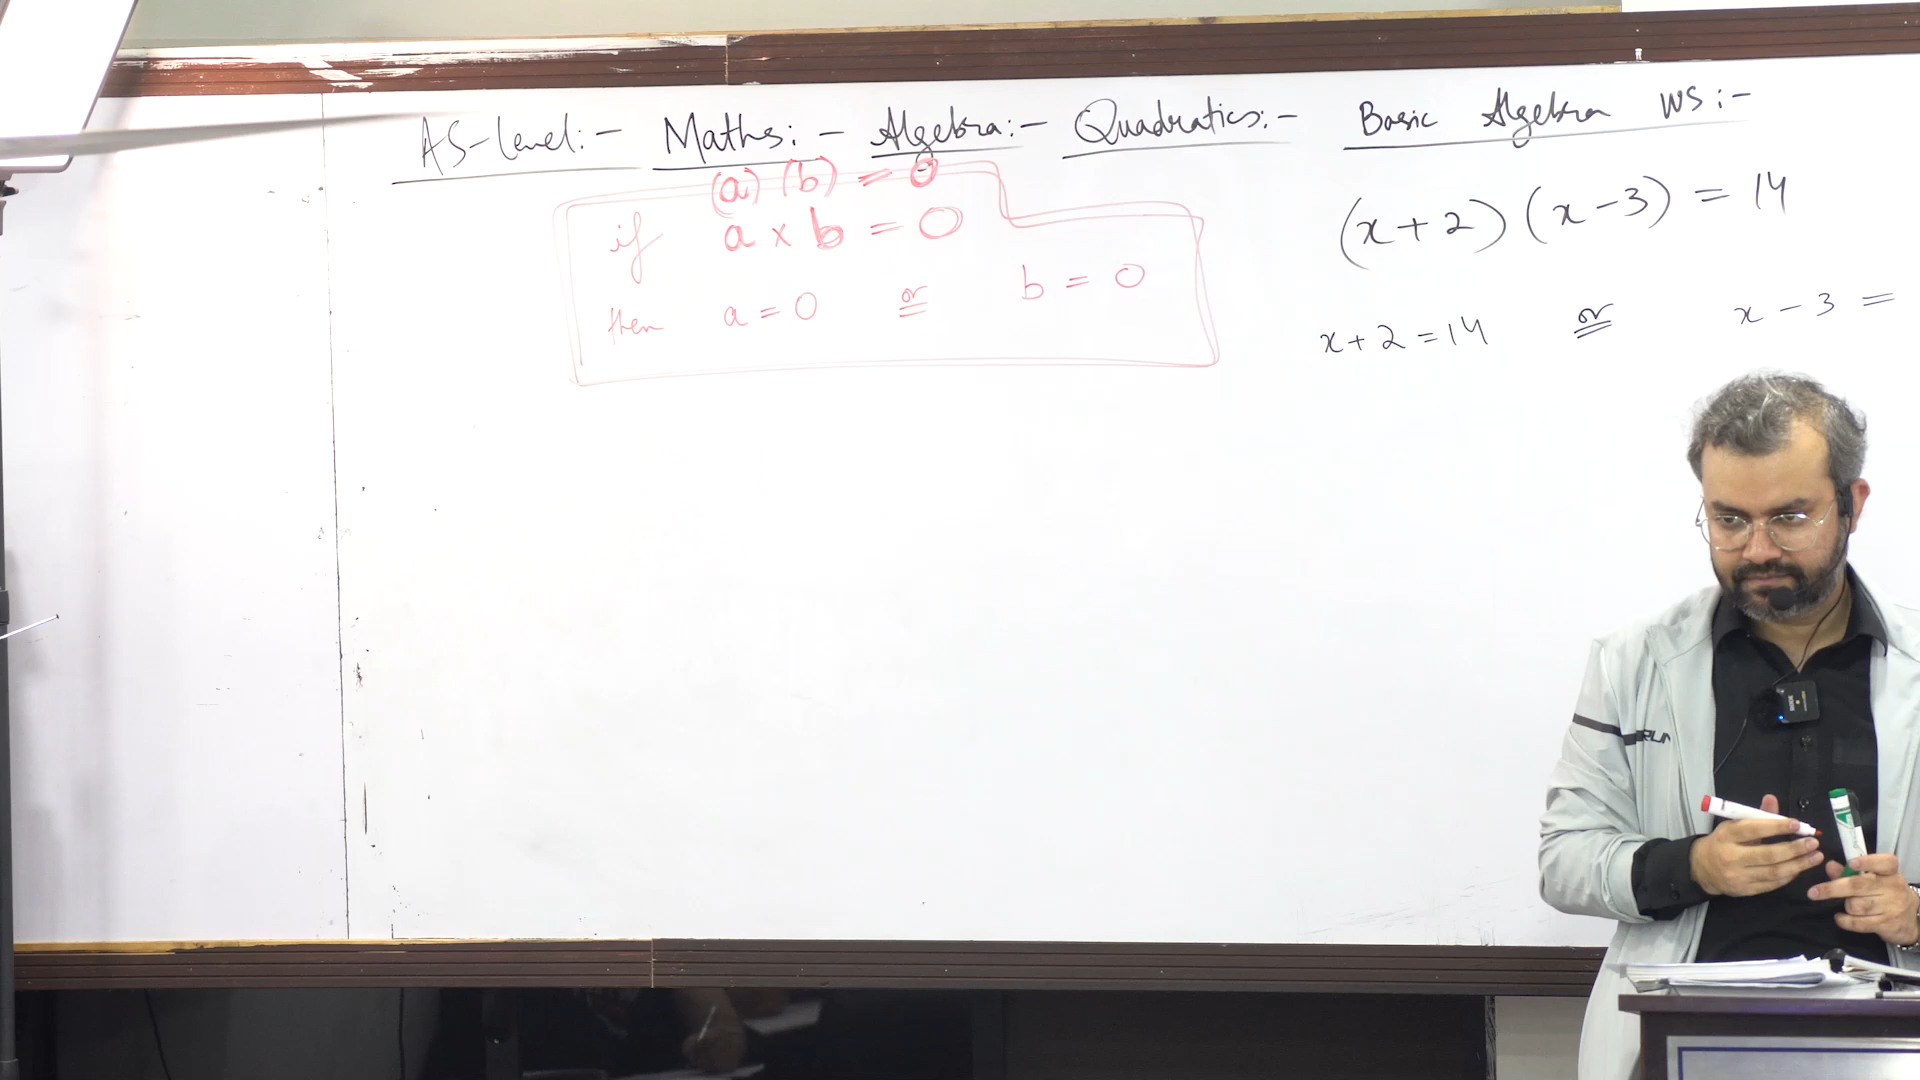 AS-Level:- Maths:- Algebra:- Quadratics:- Basic Algebra WS:-
(a) (b) = 0
if a × b = 0
then a = 0 or b = 0
(x+2) (x-3) = 14
x+2 = 14 or x - 3 =